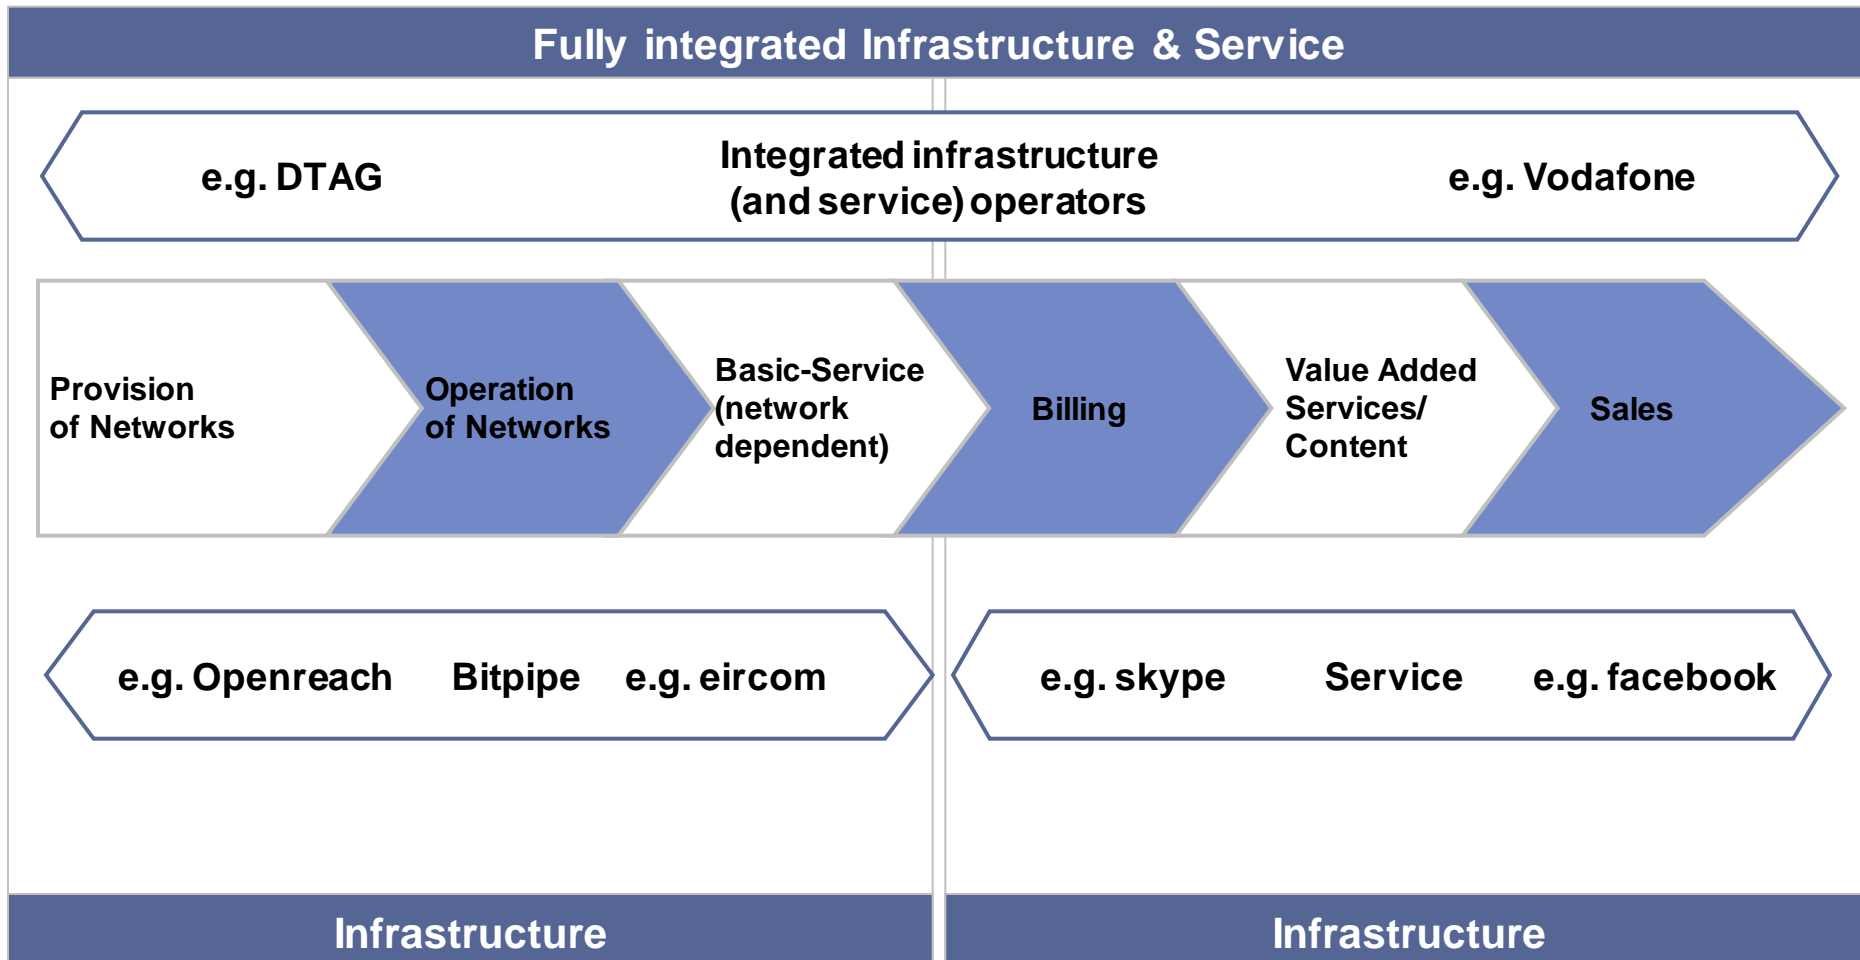 Fully integrated Infrastructure & Service
e.g. DTAG
Integrated infrastructure
(and service) operators
e.g. Vodafone
Provision
of Networks
Operation
of Networks
Basic-Service
(network
dependent)
Billing
Value Added
Services/
Content
Sales
e.g. Openreach Bitpipe e.g. eircom
e.g. skype Service e.g. facebook
Infrastructure
Infrastructure